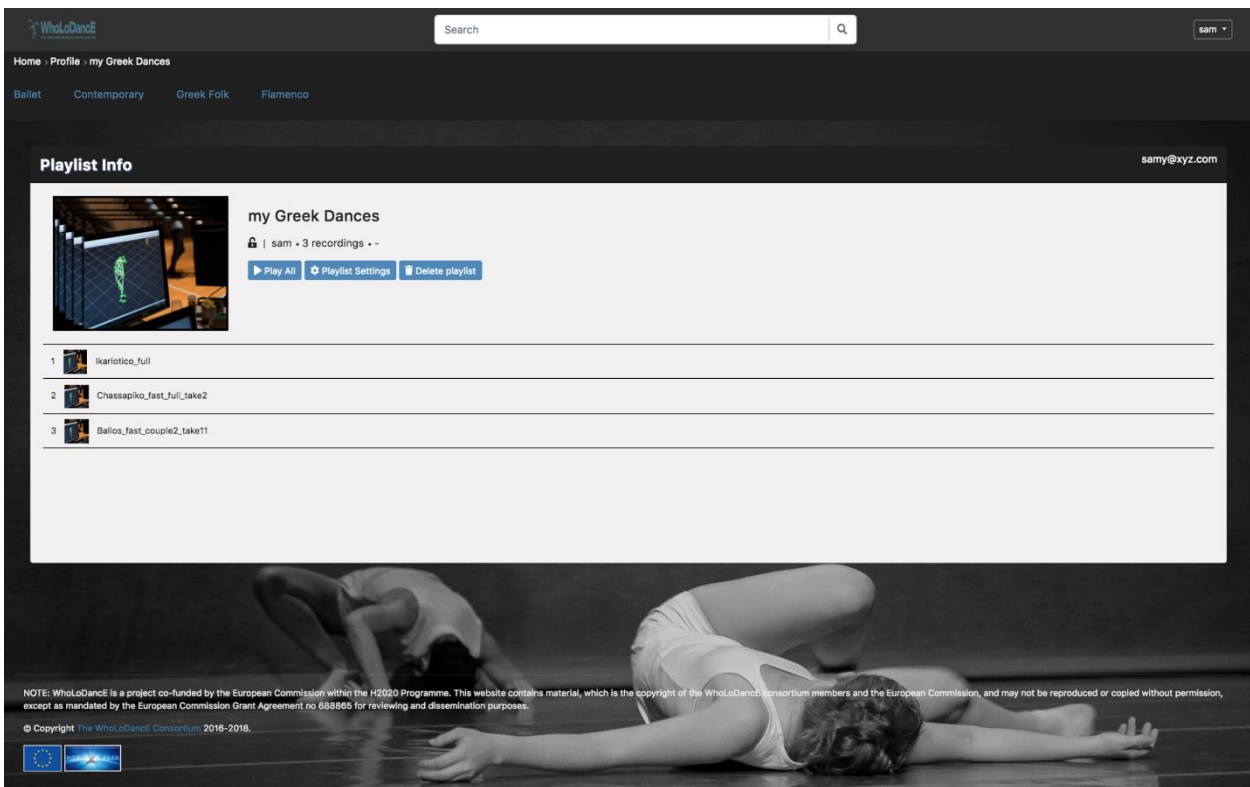 WhoLoDancE
Search
sam
Home › Profile › my Greek Dances
Ballet Contemporary Greek Folk Flamenco
Playlist Info
samy@xyz.com
my Greek Dances
| sam • 3 recordings • -
Play All Playlist Settings Delete playlist
1 Ikariotico_full
2 Chassapiko_fast_full_take2
3 Ballos_fast_couple2_take11
NOTE: WhoLoDancE is a project co-funded by the European Commission within the H2020 Programme. This website contains material, which is the copyright of the WhoLoDancE consortium members and the European Commission, and may not be reproduced or copied without permission,
except as mandated by the European Commission Grant Agreement no 688865 for reviewing and dissemination purposes.
© Copyright The WhoLoDancE Consortium 2016-2018.